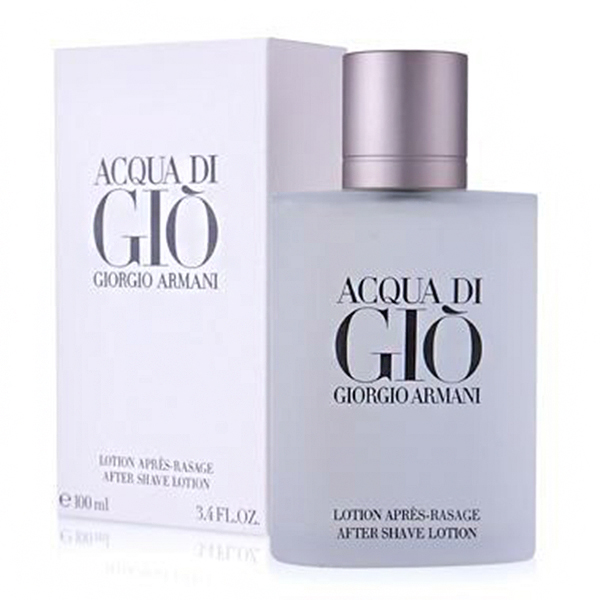 ACQUA DI
GIÒ
GIORGIO ARMANI
LOTION APRÈS-RASAGE
AFTER SHAVE LOTION
℮ 100 ml
3.4 FL.OZ.
ACQUA DI
GIÒ
GIORGIO ARMANI
LOTION APRÈS-RASAGE
AFTER SHAVE LOTION